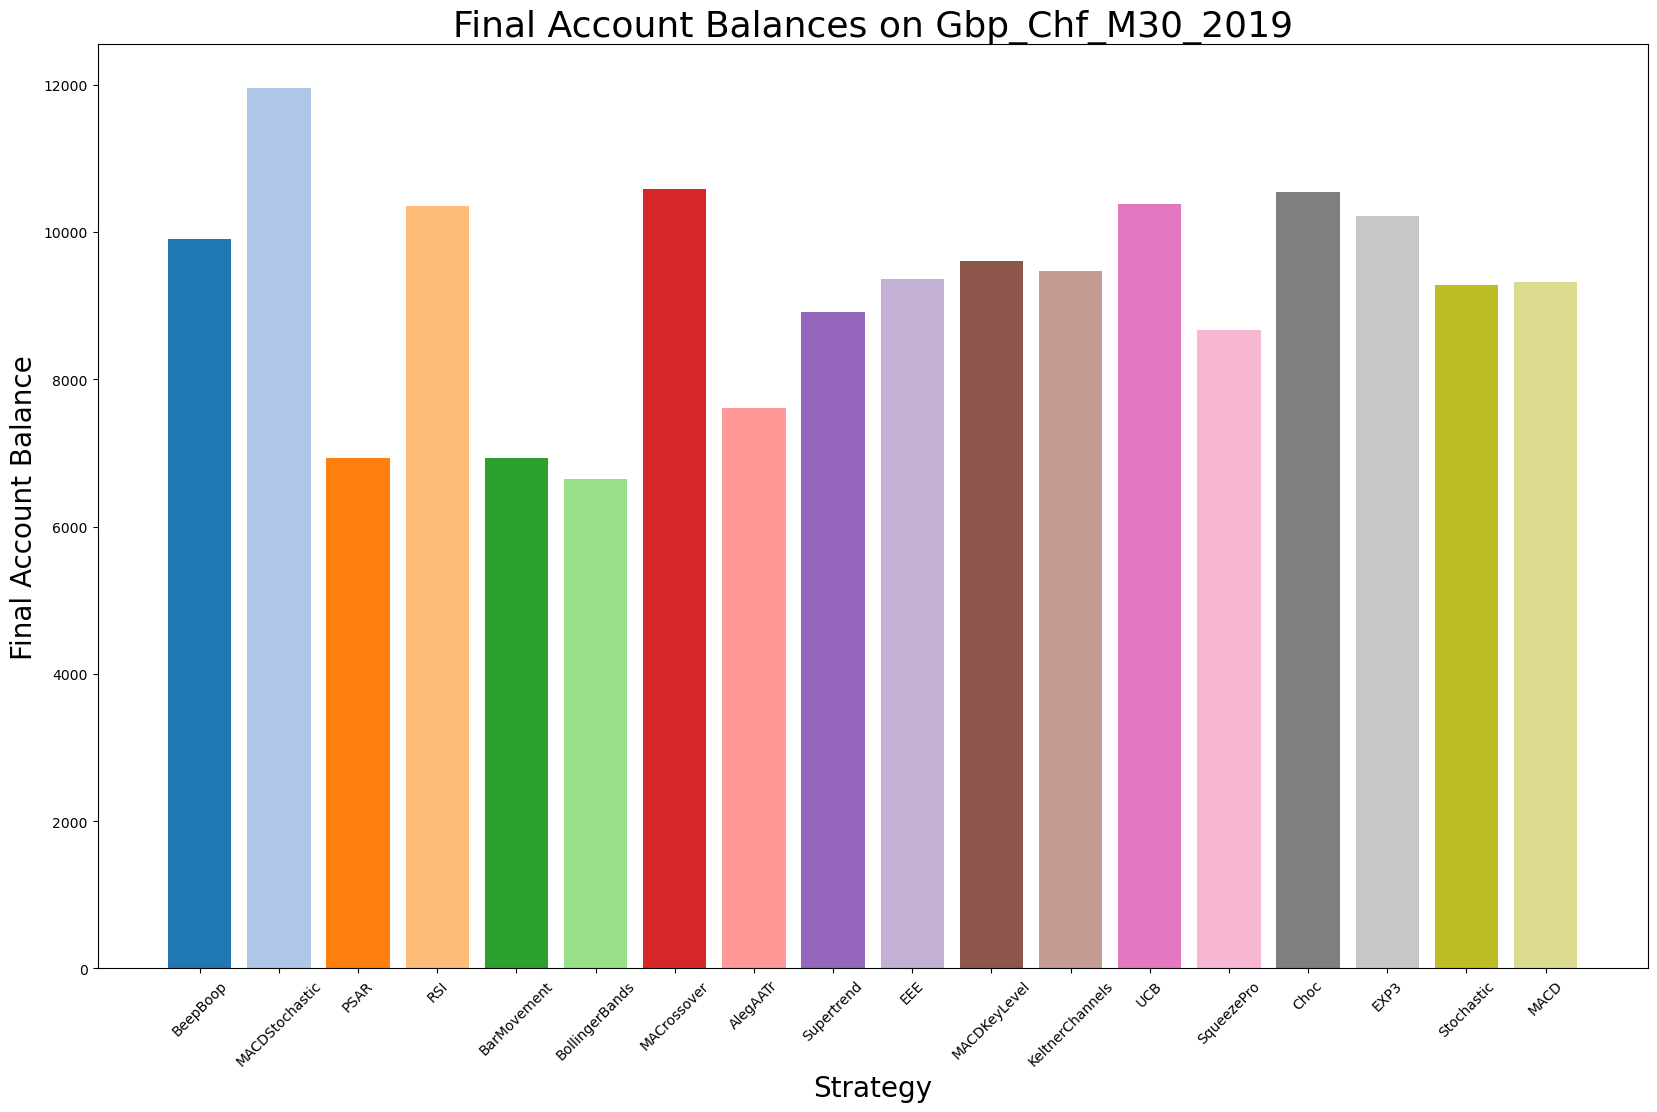 Final Account Balances on Gbp_Chf_M30_2019
Final Account Balance
12000
10000
8000
6000
4000
2000
0
BeepBoop
MACDStochastic
PSAR
RSI
BarMovement
BollingerBands
MACrossover
AlegAATr
Supertrend
EEE
MACDKeyLevel
KeltnerChannels
UCB
SqueezePro
Choc
EXP3
Stochastic
MACD
Strategy